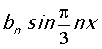 bₙ sin π/3 nx